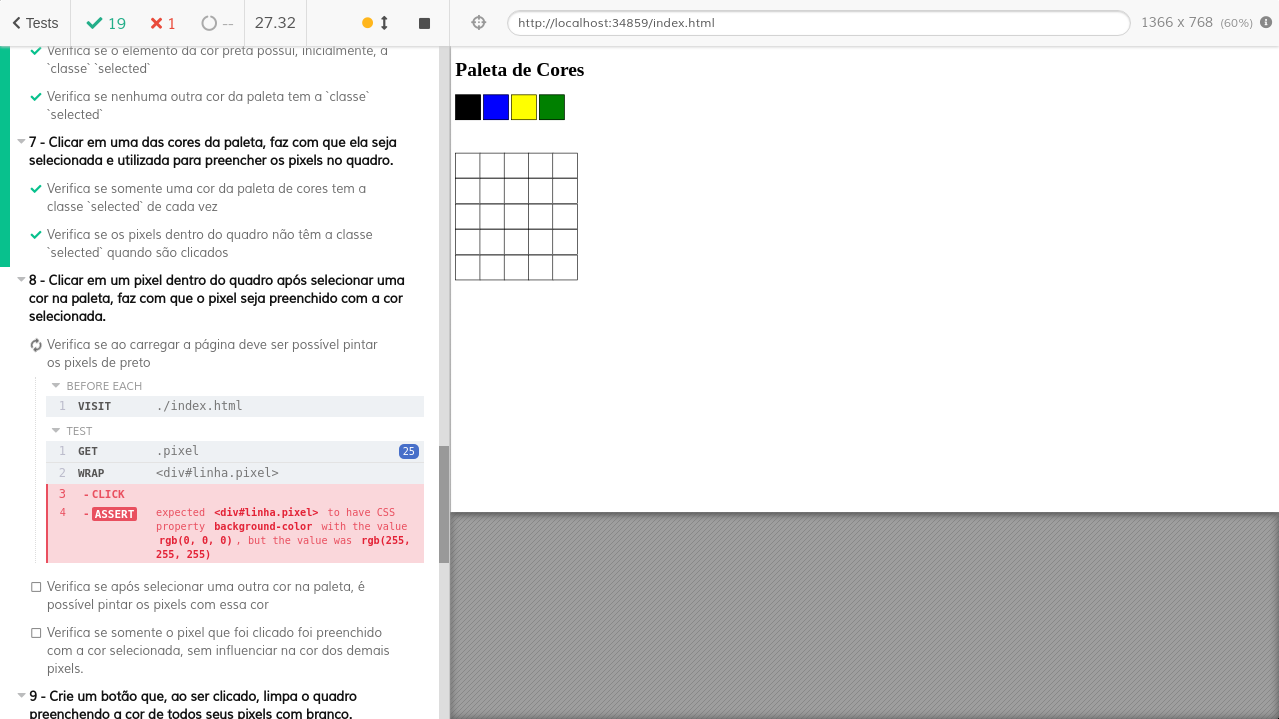 Tests 19 1 -- 27.32 http://localhost:34859/index.html 1366 x 768 (60%)
Verifica se o elemento da cor preta possui, inicialmente, a
`classe` `selected`
Verifica se nenhuma outra cor da paleta tem a `classe`
`selected`
7 - Clicar em uma das cores da paleta, faz com que ela seja
selecionada e utilizada para preencher os pixels no quadro.
Verifica se somente uma cor da paleta de cores tem a
classe `selected` de cada vez
Verifica se os pixels dentro do quadro não têm a classe
`selected` quando são clicados
8 - Clicar em um pixel dentro do quadro após selecionar uma
cor na paleta, faz com que o pixel seja preenchido com a cor
selecionada.
Verifica se ao carregar a página deve ser possível pintar
os pixels de preto
BEFORE EACH
1 VISIT ./index.html
TEST
1 GET .pixel 25
2 WRAP <div#linha.pixel>
3 -CLICK
4 -ASSERT expected <div#linha.pixel> to have CSS
property background-color with the value
rgb(0, 0, 0), but the value was rgb(255,
255, 255)
Verifica se após selecionar uma outra cor na paleta, é
possível pintar os pixels com essa cor
Verifica se somente o pixel que foi clicado foi preenchido
com a cor selecionada, sem influenciar na cor dos demais
pixels.
9 - Crie um botão que, ao ser clicado, limpa o quadro
preenchendo a cor de todos seus pixels com branco.
Paleta de Cores